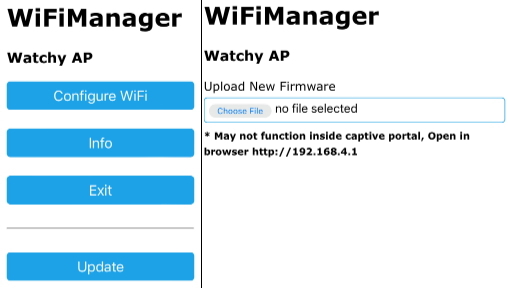 WiFiManager
Watchy AP
Configure WiFi
Info
Exit
Update
WiFiManager
Watchy AP
Upload New Firmware
Choose File no file selected
* May not function inside captive portal, Open in
browser http://192.168.4.1